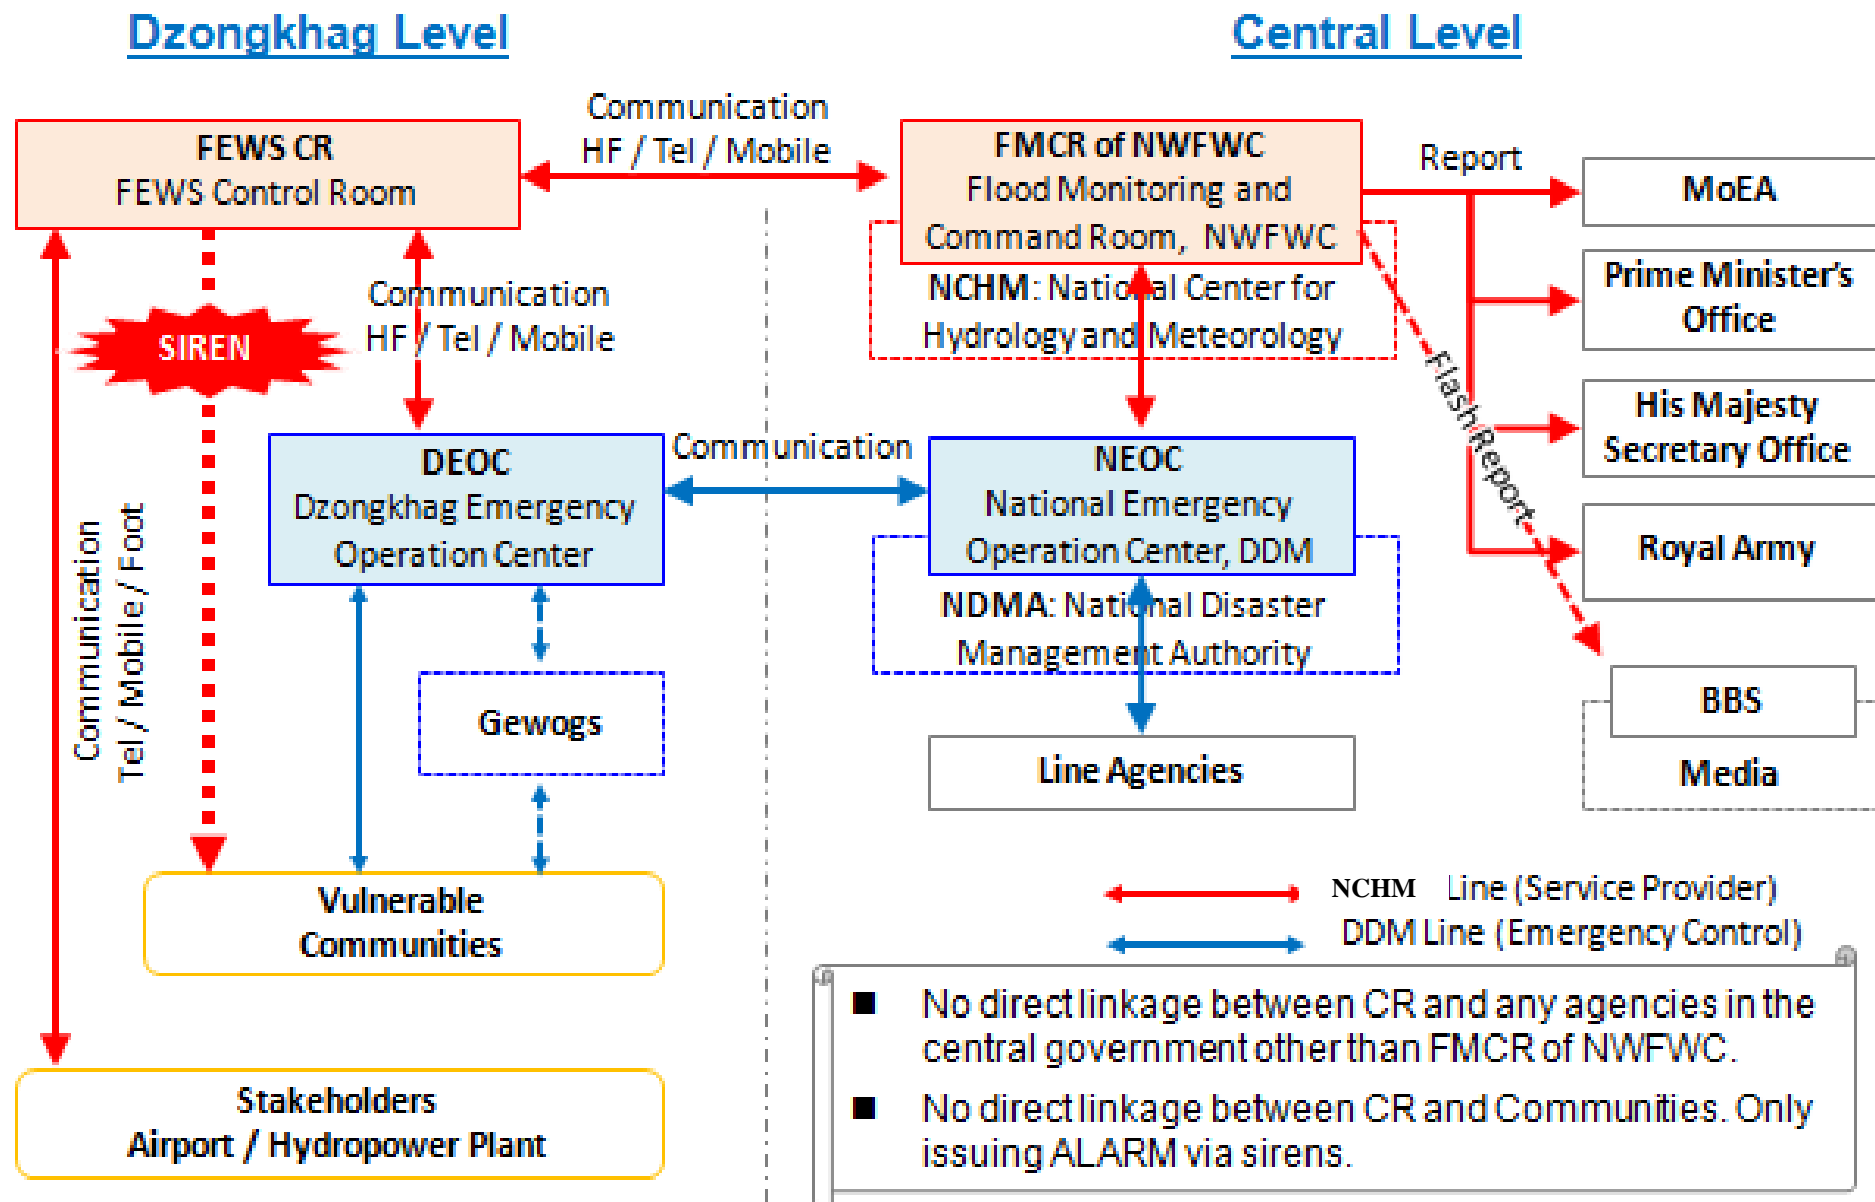 Dzongkhag Level
Central Level
Communication
HF / Tel / Mobile
FEWS CR
FEWS Control Room
FMCR of NWFWC
Flood Monitoring and
Command Room, NWFWC
NCHM: National Center for
Hydrology and Meteorology
Report
MoEA
Prime Minister's
Office
His Majesty
Secretary Office
Royal Army
Flash Report
BBS
Media
Communication
HF / Tel / Mobile
SIREN
Communication
Tel / Mobile / Foot
DEOC
Dzongkhag Emergency
Operation Center
Communication
NEOC
National Emergency
Operation Center, DDM
NDMA: National Disaster
Management Authority
Gewogs
Line Agencies
Vulnerable
Communities
Stakeholders
Airport / Hydropower Plant
NCHM Line (Service Provider)
DDM Line (Emergency Control)
■ No direct linkage between CR and any agencies in the
central government other than FMCR of NWFWC.
■ No direct linkage between CR and Communities. Only
issuing ALARM via sirens.